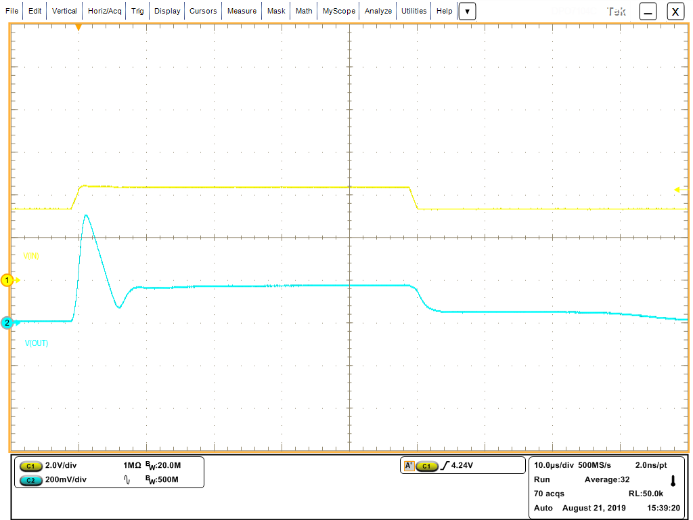 File Edit Vertical Horiz/Acq Trig Display Cursors Measure Mask Math MyScope Analyze Utilities Help Tek X
1
2
V(OUT)
C1 2.0V/div 1MΩ BW:20.0M
C2 200mV/div BW:500M
A' C1 4.24V
10.0µs/div 500MS/s 2.0ns/pt
Run Average:32
70 acqs RL:50.0k
Auto August 21, 2019 15:39:20